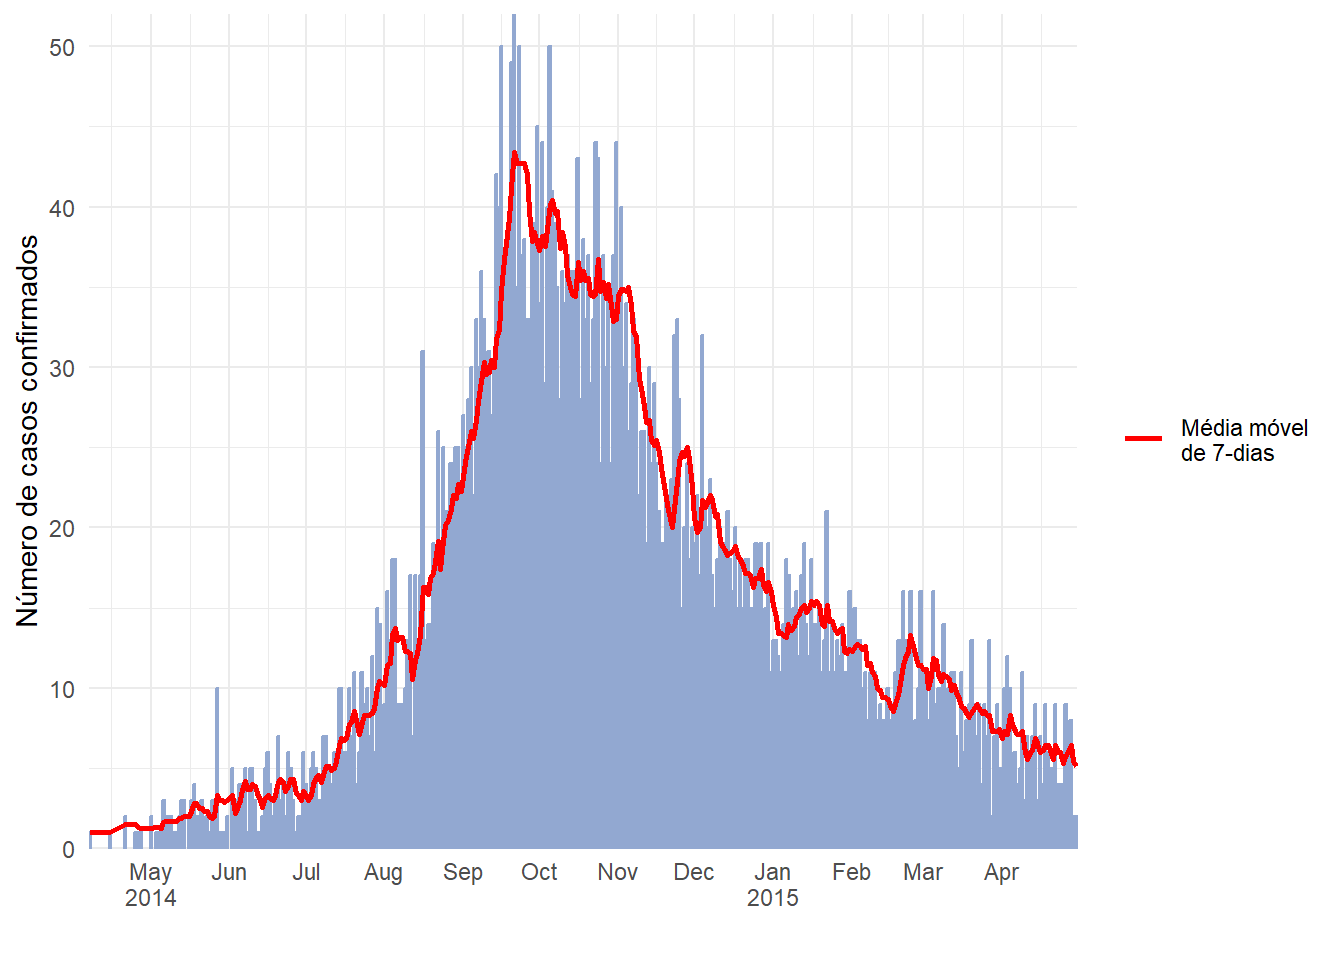 Número de casos confirmados
50
40
30
20
10
0
May
2014
Jun
Jul
Aug
Sep
Oct
Nov
Dec
Jan
2015
Feb
Mar
Apr
Média móvel
de 7-dias